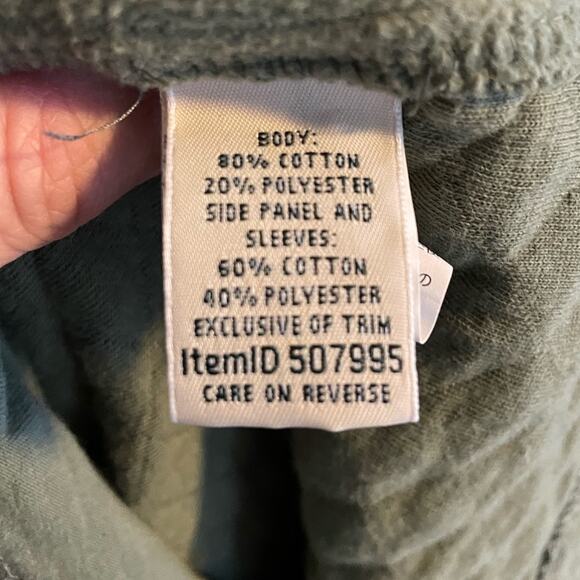 BODY:
80% COTTON
20% POLYESTER
SIDE PANEL AND
SLEEVES:
60% COTTON
40% POLYESTER
EXCLUSIVE OF TRIM
ItemID 507995
CARE ON REVERSE